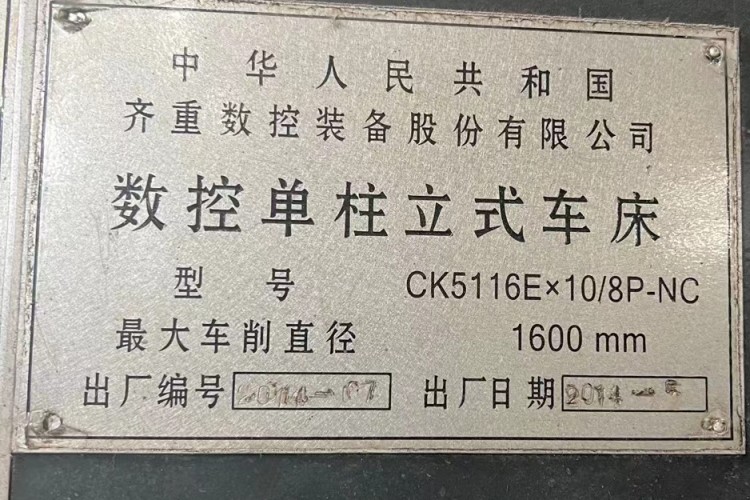 中华人民共和国
齐重数控装备股份有限公司
数控单柱立式车床
型号 CK5116E×10/8P-NC
最大车削直径 1600 mm
出厂编号 出厂日期 2014-